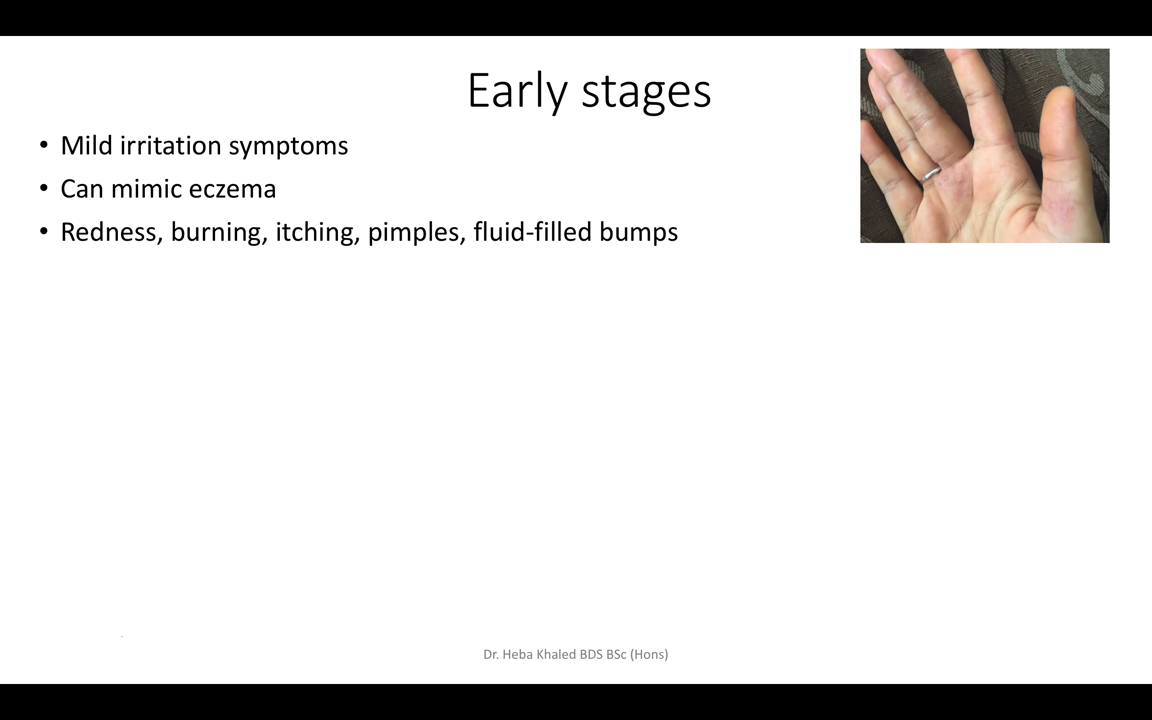 Early stages
• Mild irritation symptoms
• Can mimic eczema
• Redness, burning, itching, pimples, fluid-filled bumps
Dr. Heba Khaled BDS BSc (Hons)